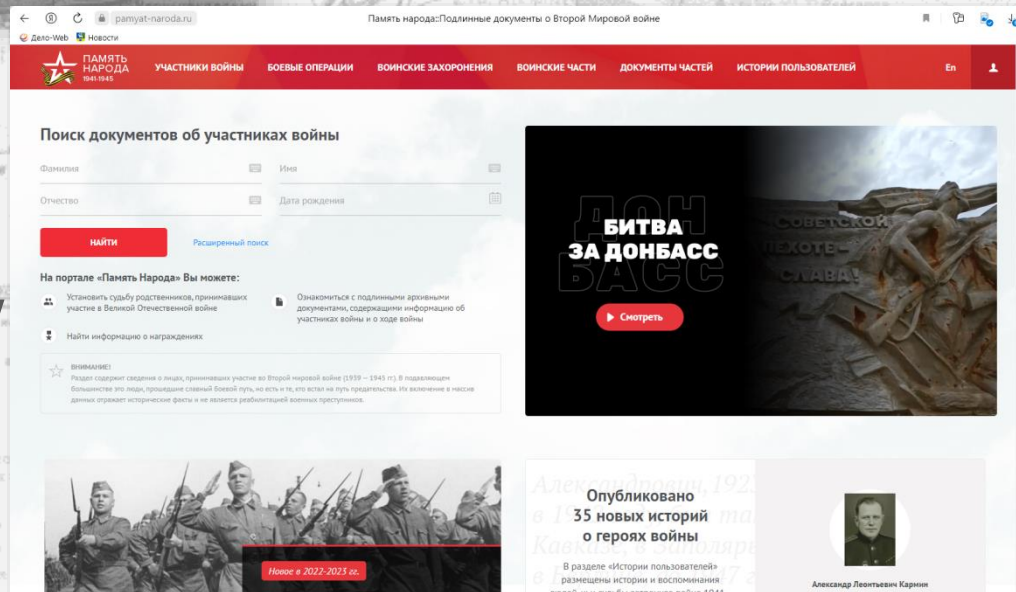 pamyat-naroda.ru
Память народа::Подлинные документы о Второй Мировой войне
Дело-Web
Новости
ПАМЯТЬ
НАРОДА
1941-1945
УЧАСТНИКИ ВОЙНЫ
БОЕВЫЕ ОПЕРАЦИИ
ВОИНСКИЕ ЗАХОРОНЕНИЯ
ВОИНСКИЕ ЧАСТИ
ДОКУМЕНТЫ ЧАСТЕЙ
ИСТОРИИ ПОЛЬЗОВАТЕЛЕЙ
En
Поиск документов об участниках войны
Фамилия
Имя
Отчество
Дата рождения
НАЙТИ
Расширенный поиск
На портале «Память Народа» Вы можете:
Установить судьбу родственников, принимавших
участие в Великой Отечественной войне
Ознакомиться с подлинными архивными
документами, содержащими информацию об
участниках войны и о ходе войны
Найти информацию о награждениях
ВНИМАНИЕ!
Раздел содержит сведения о лицах, принимавших участие во Второй мировой войне (1939 — 1945 гг.). В подавляющем
большинстве это люди, прошедшие славный боевой путь, но есть и те, кто встал на путь предательства. Их включение в массив
данных отражает исторические факты и не является реабилитацией военных преступников.
ДОН
БАСС
БИТВА
ЗА ДОНБАСС
Смотреть
СОВЕТСКОЙ
ПЕХОТЕ-
СЛАВА!
Новое в 2022-2023 гг.
Опубликовано
35 новых историй
о героях войны
В разделе «Истории пользователей»
размещены истории и воспоминания
Александр Леонтьевич Кармин